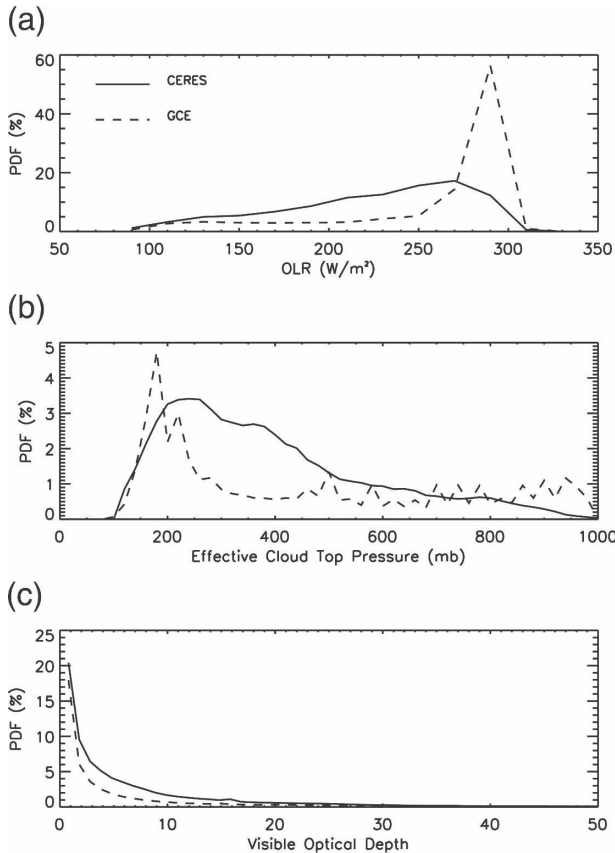 (a)
60
40
20
0
PDF (%)
CERES
GCE
50 100 150 200 250 300 350
OLR (W/m²)
(b)
5
4
3
2
1
0
PDF (%)
0 200 400 600 800 1000
Effective Cloud Top Pressure (mb)
(c)
25
20
15
10
5
0
PDF (%)
0 10 20 30 40 50
Visible Optical Depth